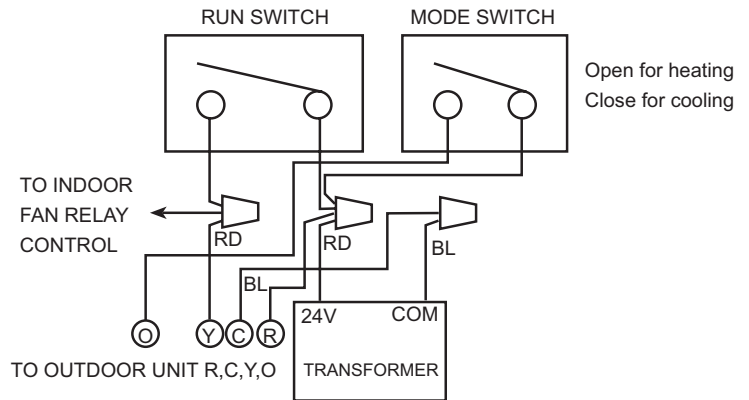 RUN SWITCH
MODE SWITCH
Open for heating
Close for cooling
TO INDOOR
FAN RELAY
CONTROL
RD
RD
BL
BL
24V
COM
O
Y
C
R
TO OUTDOOR UNIT R,C,Y,O
TRANSFORMER